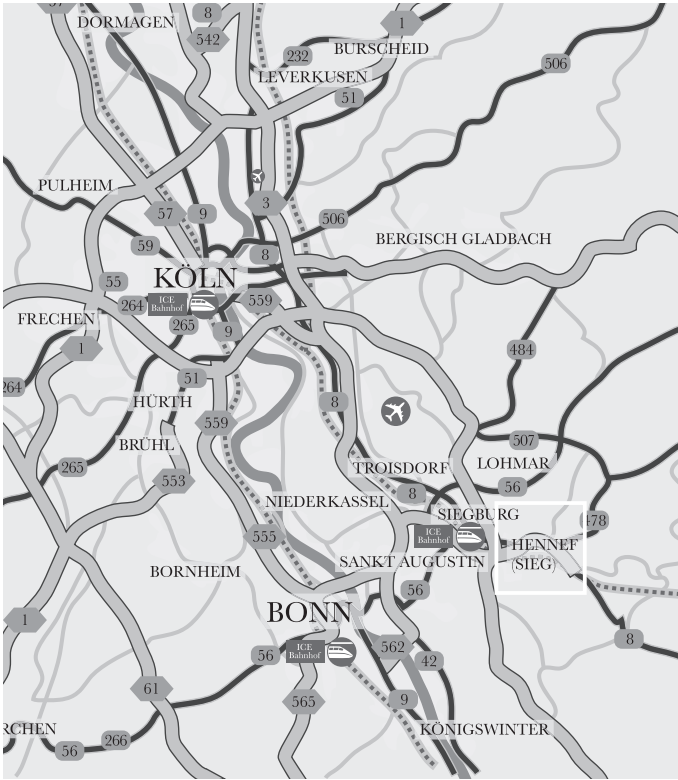 57
DORMAGEN
8
542
1
BURSCHEID
232
LEVERKUSEN
506
51
PULHEIM
3
57
9
506
59
8
BERGISCH GLADBACH
KÖLN
55
264
ICE
Bahnhof
559
FRECHEN
265
9
1
484
51
264
HÜRTH
8
559
BRÜHL
507
265
553
TROISDORF
LOHMAR
56
8
NIEDERKASSEL
SIEGBURG
478
555
ICE
Bahnhof
HENNEF
(SIEG)
BORNHEIM
SANKT AUGUSTIN
56
1
BONN
8
56
ICE
Bahnhof
562
42
61
565
9
RCHEN
266
56
KÖNIGSWINTER